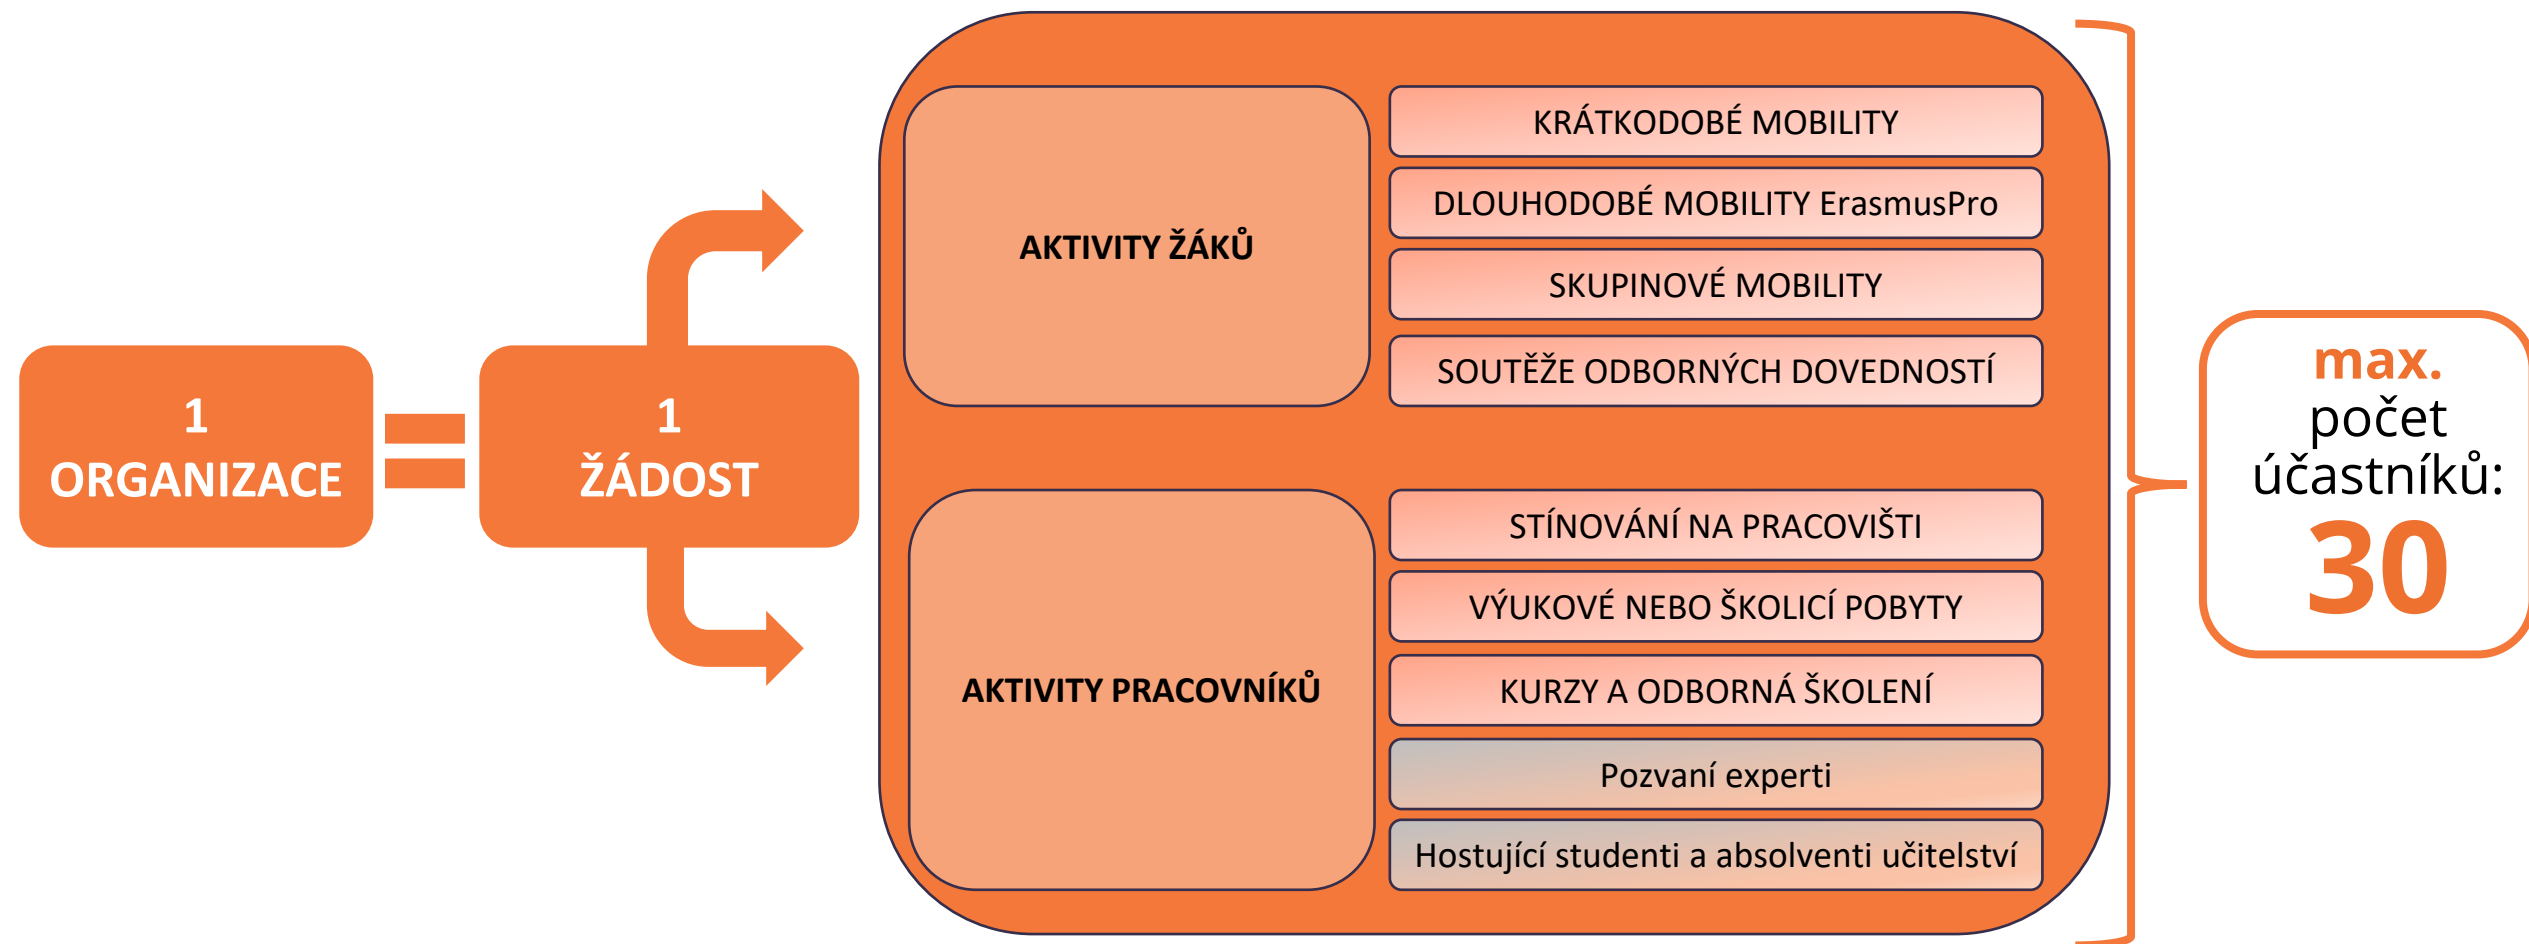 1
ORGANIZACE
1
ŽÁDOST
AKTIVITY ŽÁKŮ
KRÁTKODOBÉ MOBILITY
DLOUHODOBÉ MOBILITY ErasmusPro
SKUPINOVÉ MOBILITY
SOUTĚŽE ODBORNÝCH DOVEDNOSTÍ
AKTIVITY PRACOVNÍKŮ
STÍNOVÁNÍ NA PRACOVIŠTI
VÝUKOVÉ NEBO ŠKOLICÍ POBYTY
KURZY A ODBORNÁ ŠKOLENÍ
Pozvaní experti
Hostující studenti a absolventi učitelství
max.
počet
účastníků:
30